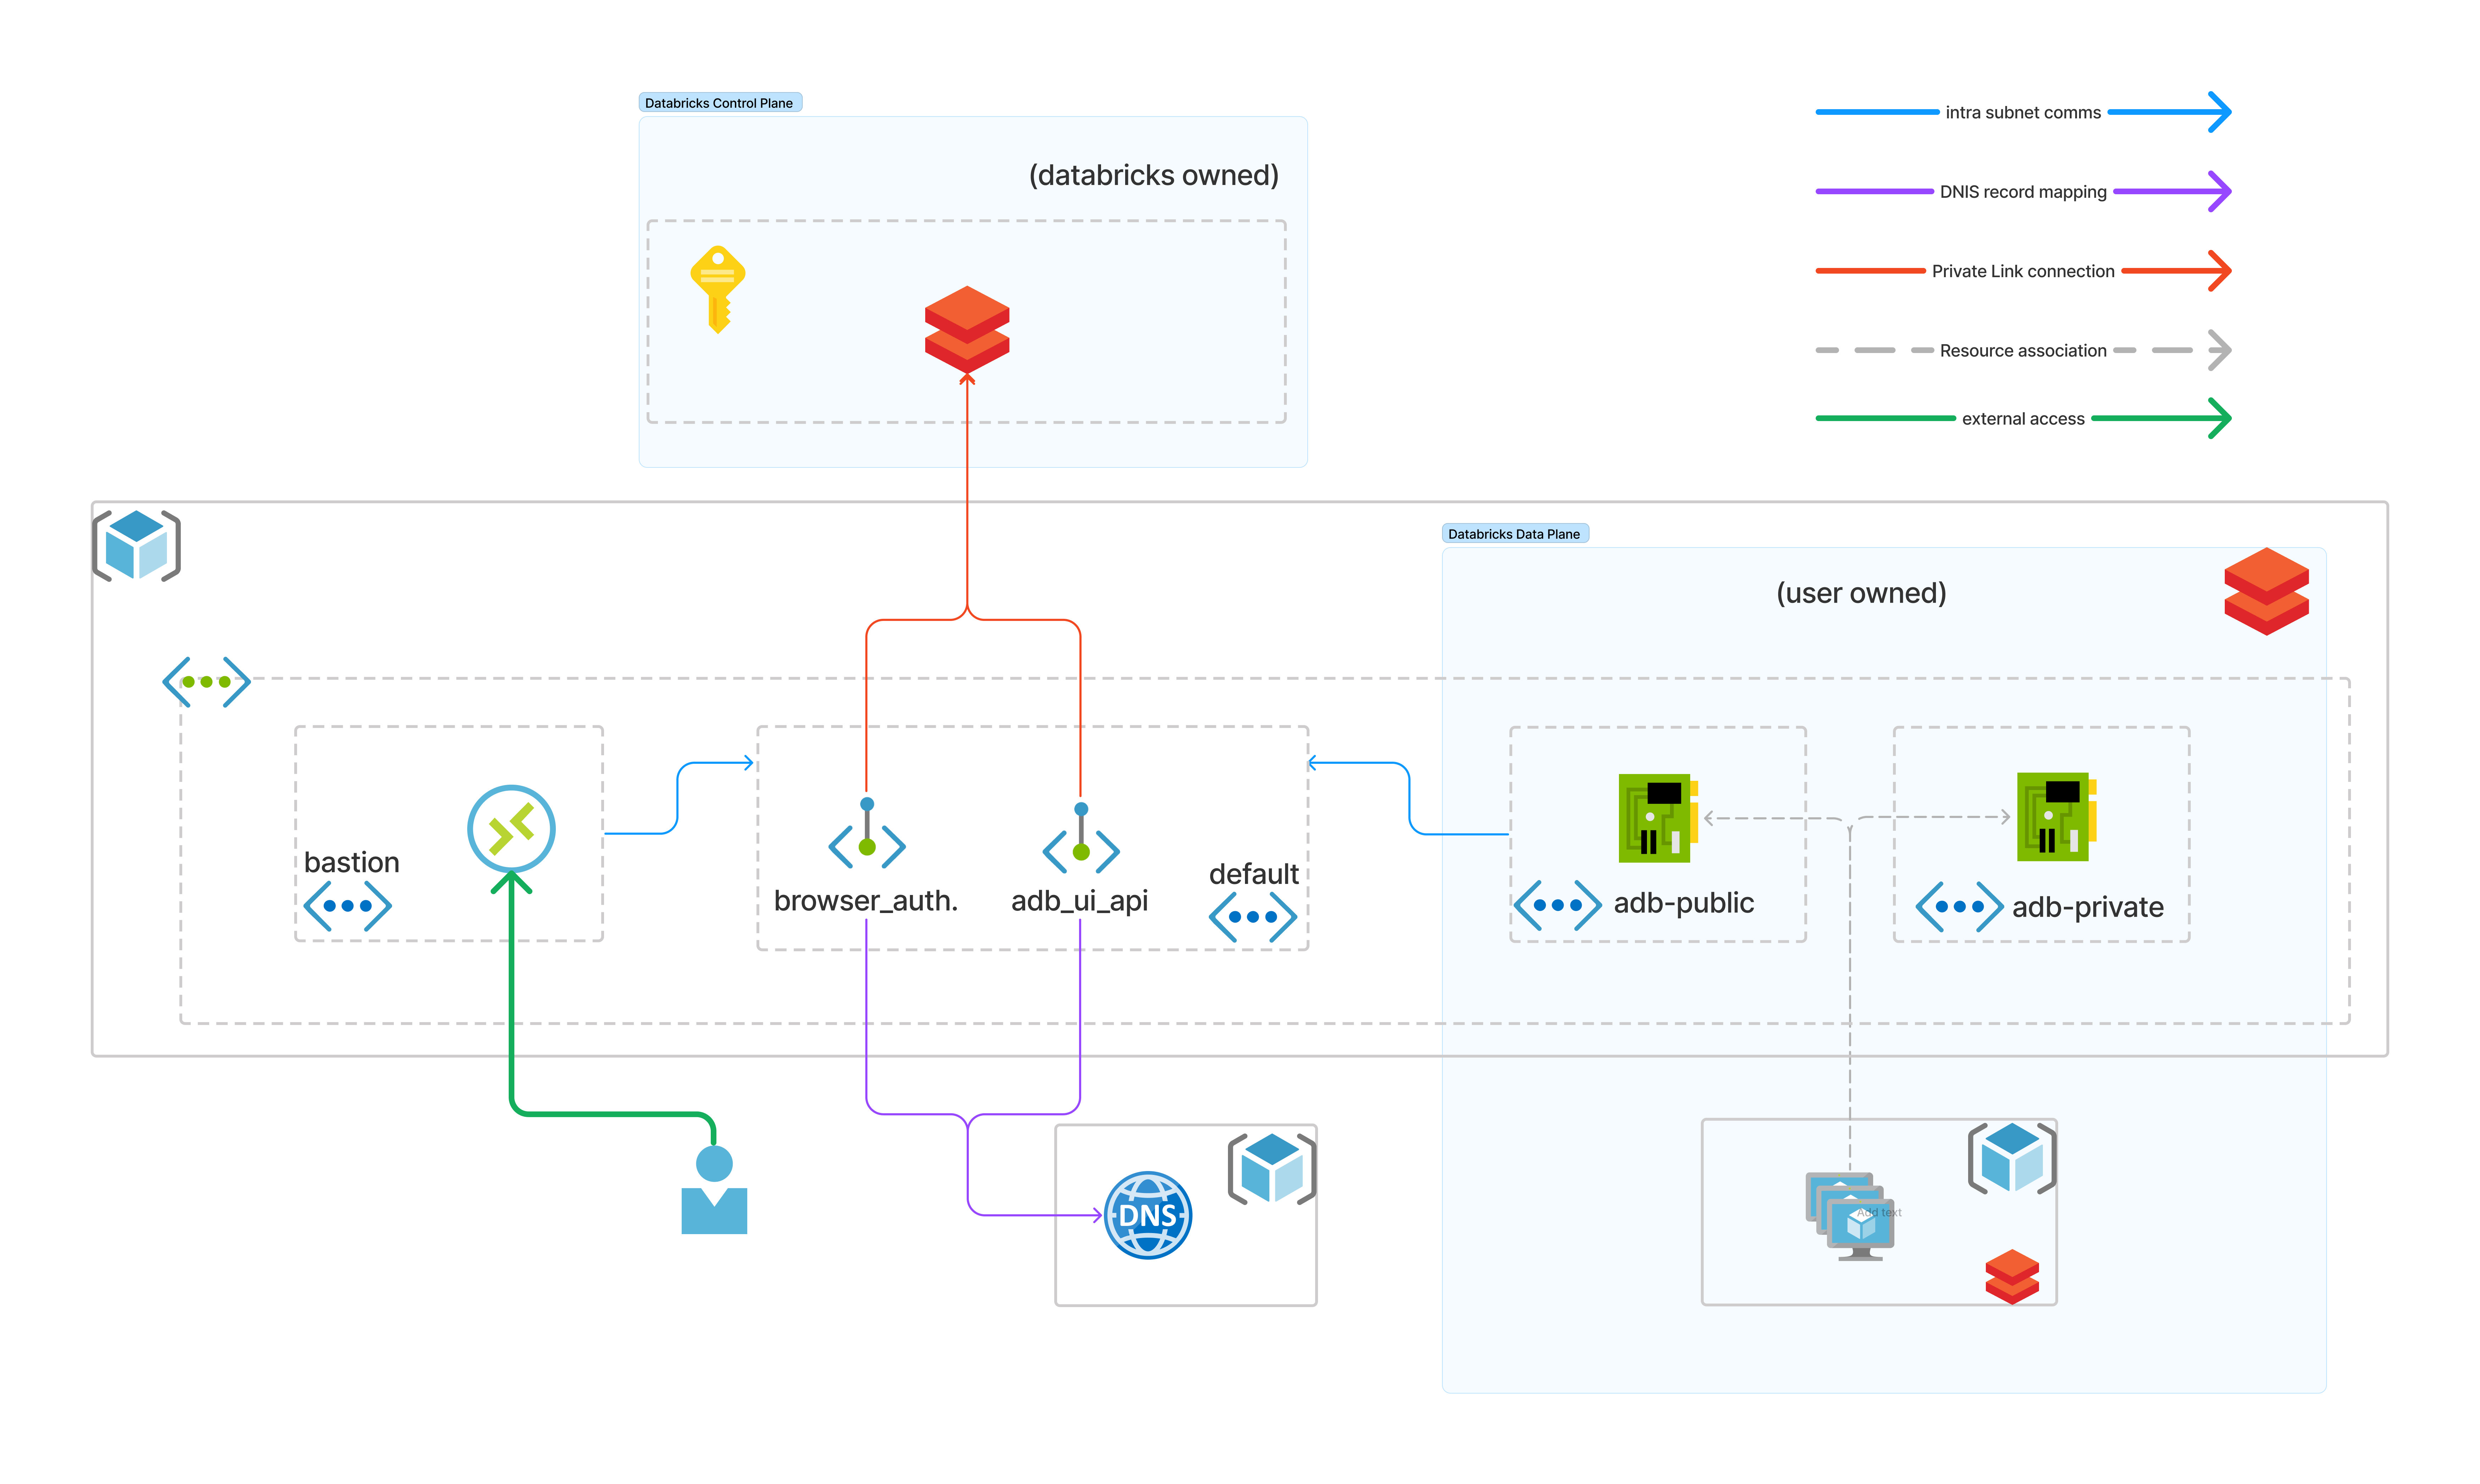 Databricks Control Plane
(databricks owned)
intra subnet comms
DNIS record mapping
Private Link connection
Resource association
external access
Databricks Data Plane
(user owned)
bastion
browser_auth.
adb_ui_api
default
adb-public
adb-private
DNS
Add text